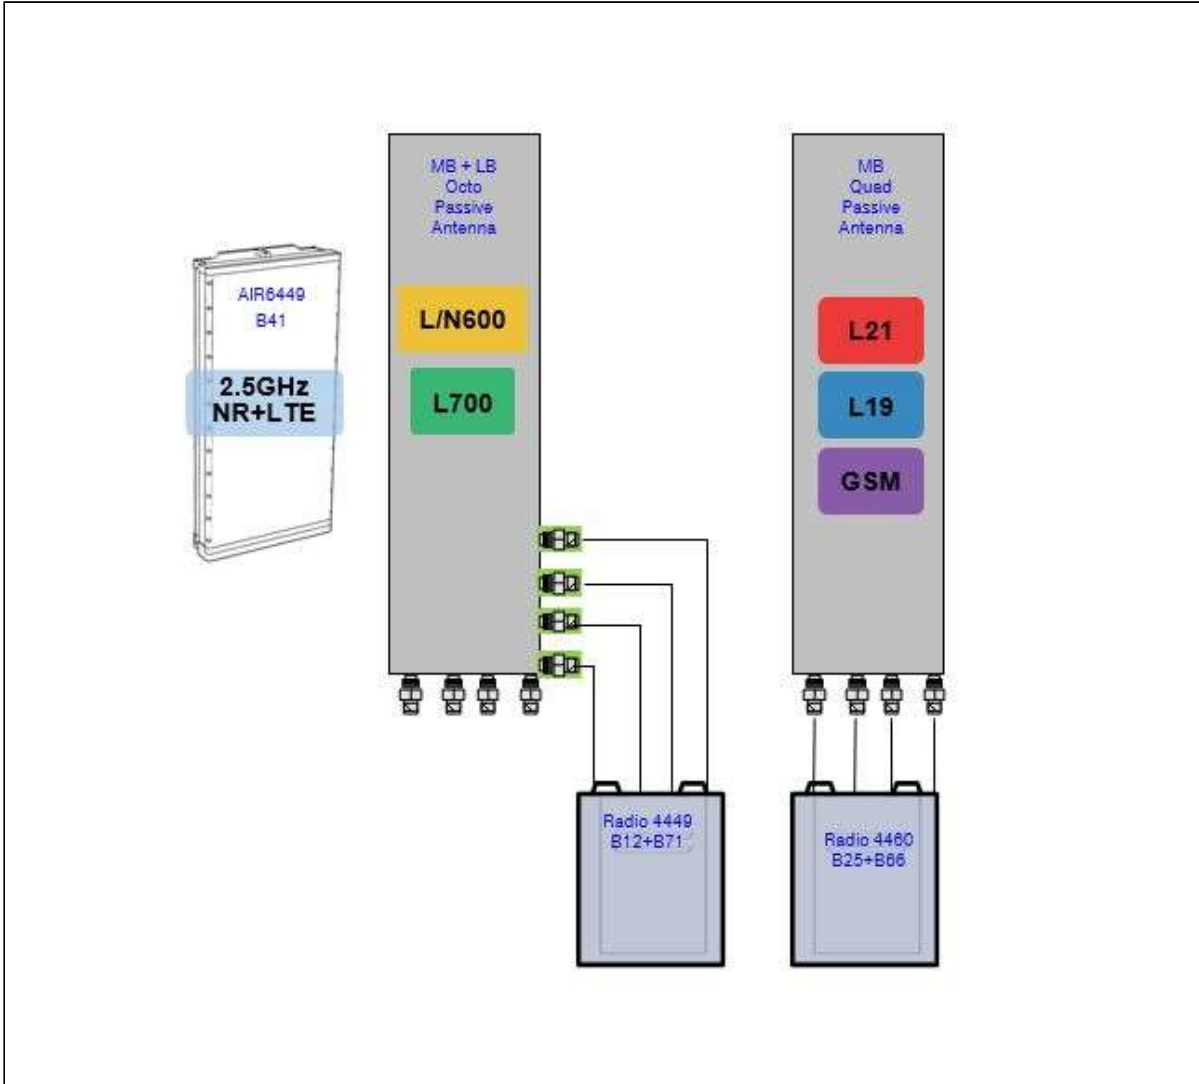 MB + LB
Octo
Passive
Antenna
MB
Quad
Passive
Antenna
AIR6449
B41
L/N600
L21
2.5GHz
NR+LTE
L700
L19
GSM
Radio 4449
B12+B71
Radio 4460
B25+B66